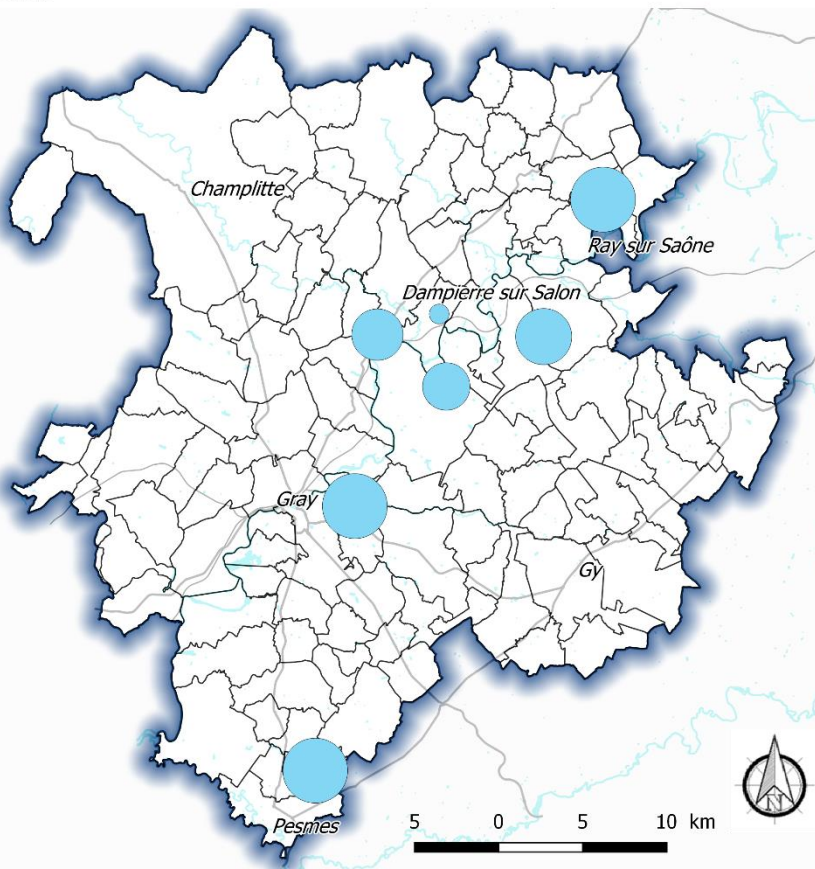 Champlitte
Ray sur Saône
Dampierre sur Salon
Gray
Gy
Pesmes
N
5 0 5 10 km